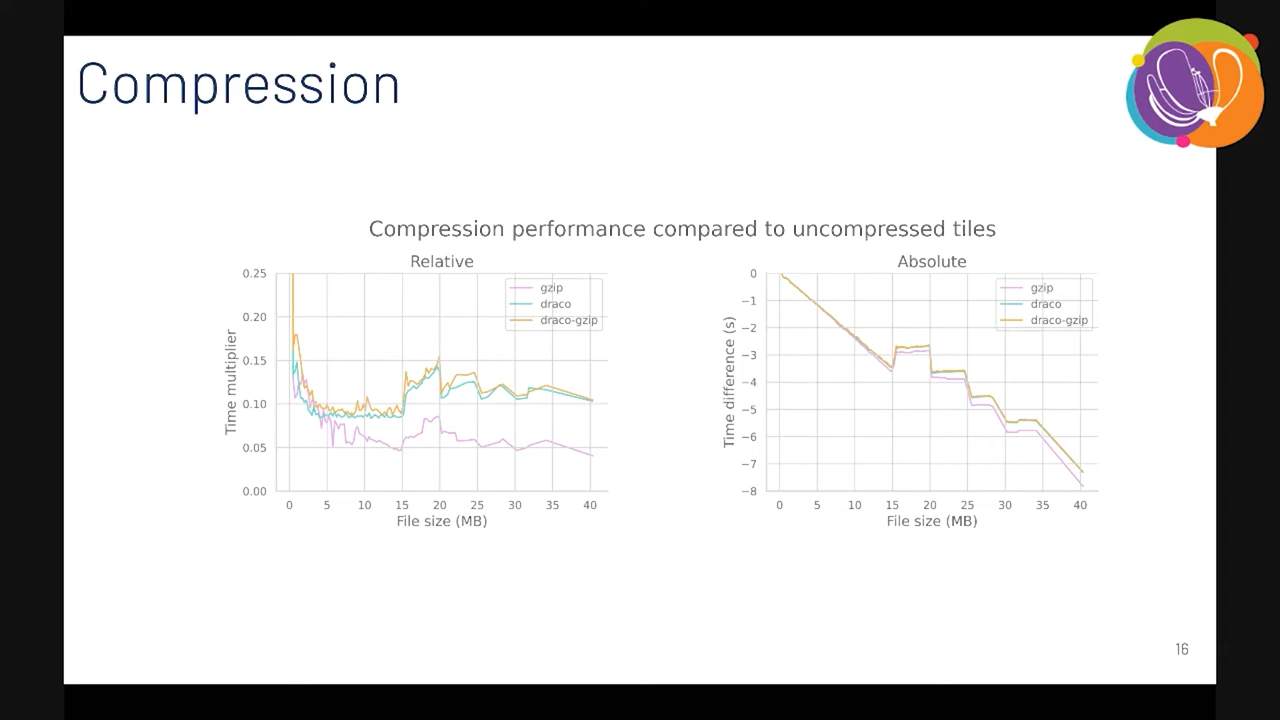 Compression
Compression performance compared to uncompressed tiles
Relative
0.25
0.20
0.15
0.10
0.05
0.00
Time multiplier
gzip
draco
draco-gzip
0 5 10 15 20 25 30 35 40
File size (MB)
Absolute
0
−1
−2
−3
−4
−5
−6
−7
−8
Time difference (s)
gzip
draco
draco-gzip
0 5 10 15 20 25 30 35 40
File size (MB)
16